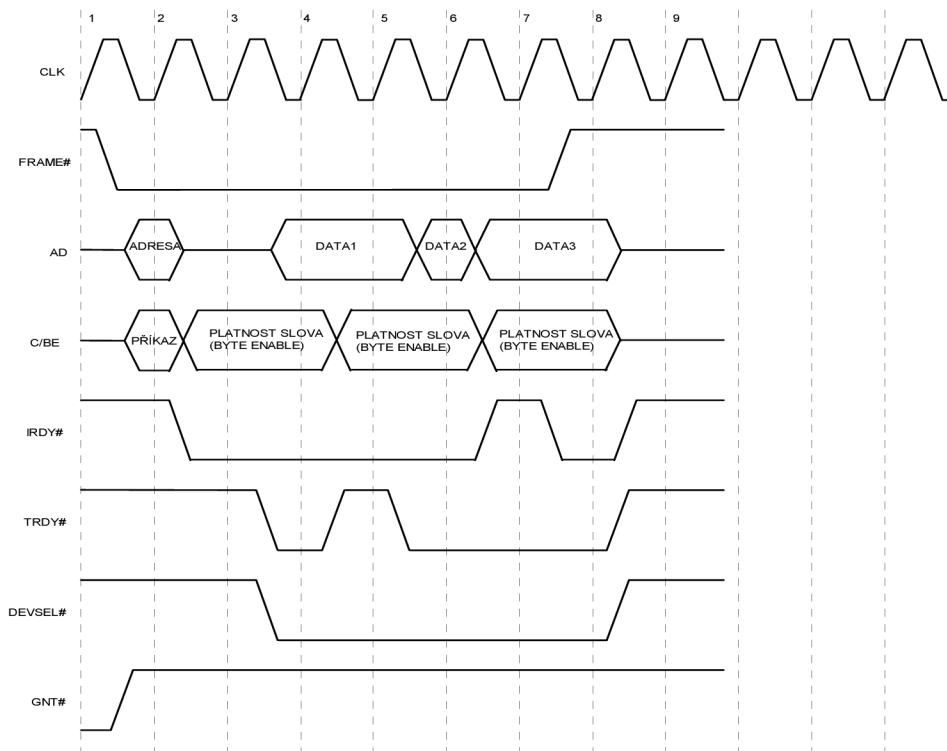 1 2 3 4 5 6 7 8 9
CLK
FRAME#
AD
ADRESA
DATA1
DATA2
DATA3
C/BE
PŘÍKAZ
PLATNOST SLOVA
(BYTE ENABLE)
PLATNOST SLOVA
(BYTE ENABLE)
PLATNOST SLOVA
(BYTE ENABLE)
IRDY#
TRDY#
DEVSEL#
GNT#